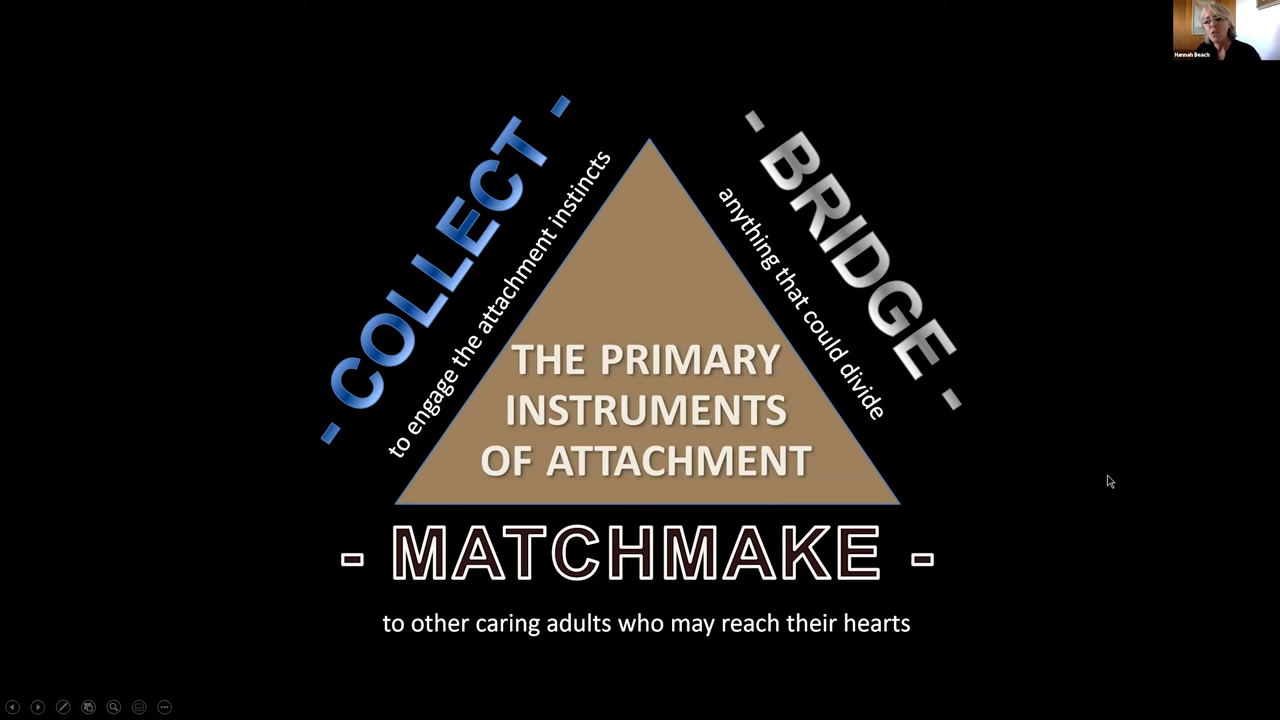 Hannah Beach
- COLLECT -
to engage the attachment instincts
- BRIDGE -
anything that could divide
THE PRIMARY
INSTRUMENTS
OF ATTACHMENT
- MATCHMAKE -
to other caring adults who may reach their hearts